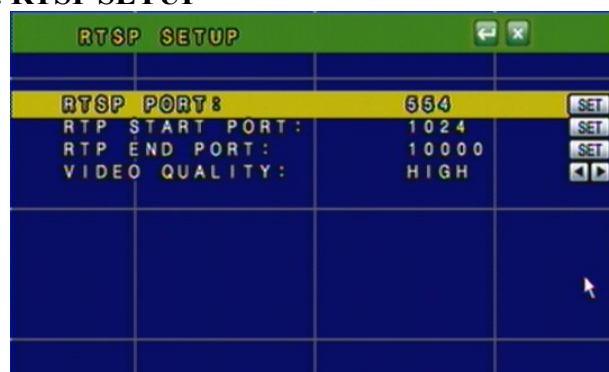 RTSP SETUP
RTSP SETUP
RTSP PORT: 554 SET
RTP START PORT: 1024 SET
RTP END PORT: 10000 SET
VIDEO QUALITY: HIGH